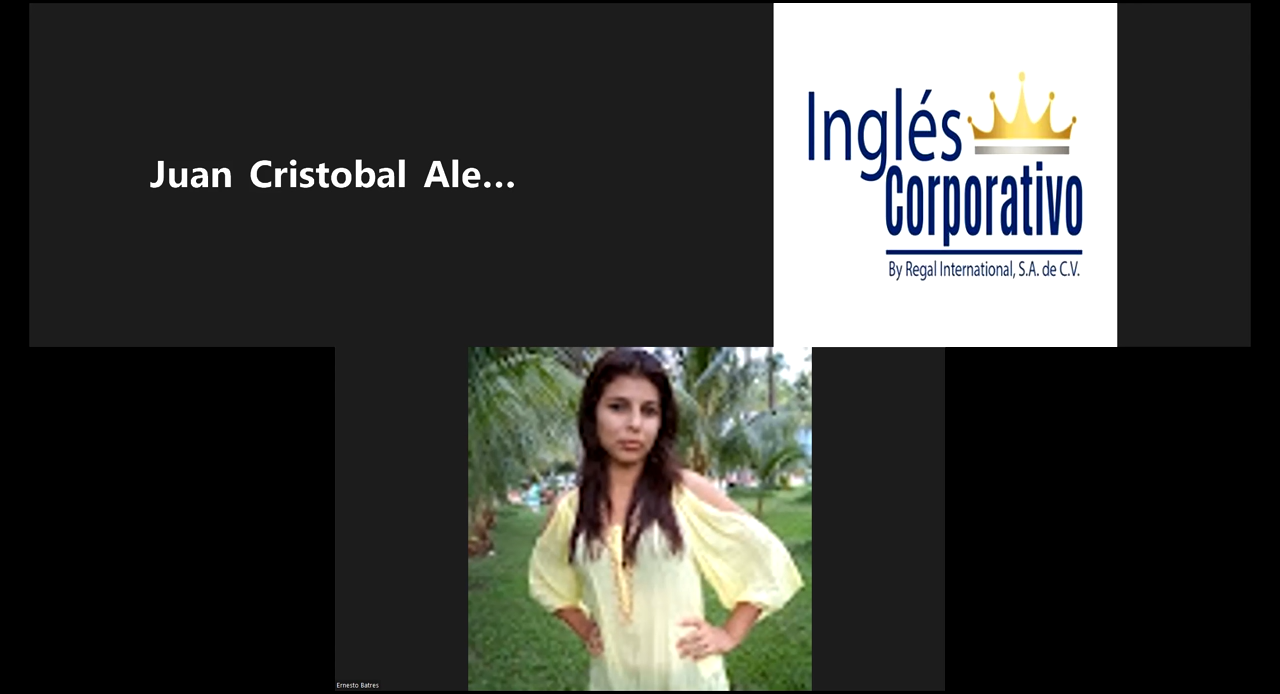 Juan Cristobal Ale...
Inglés
Corporativo
By Regal International, S.A. de C.V.
Ernesto Batres